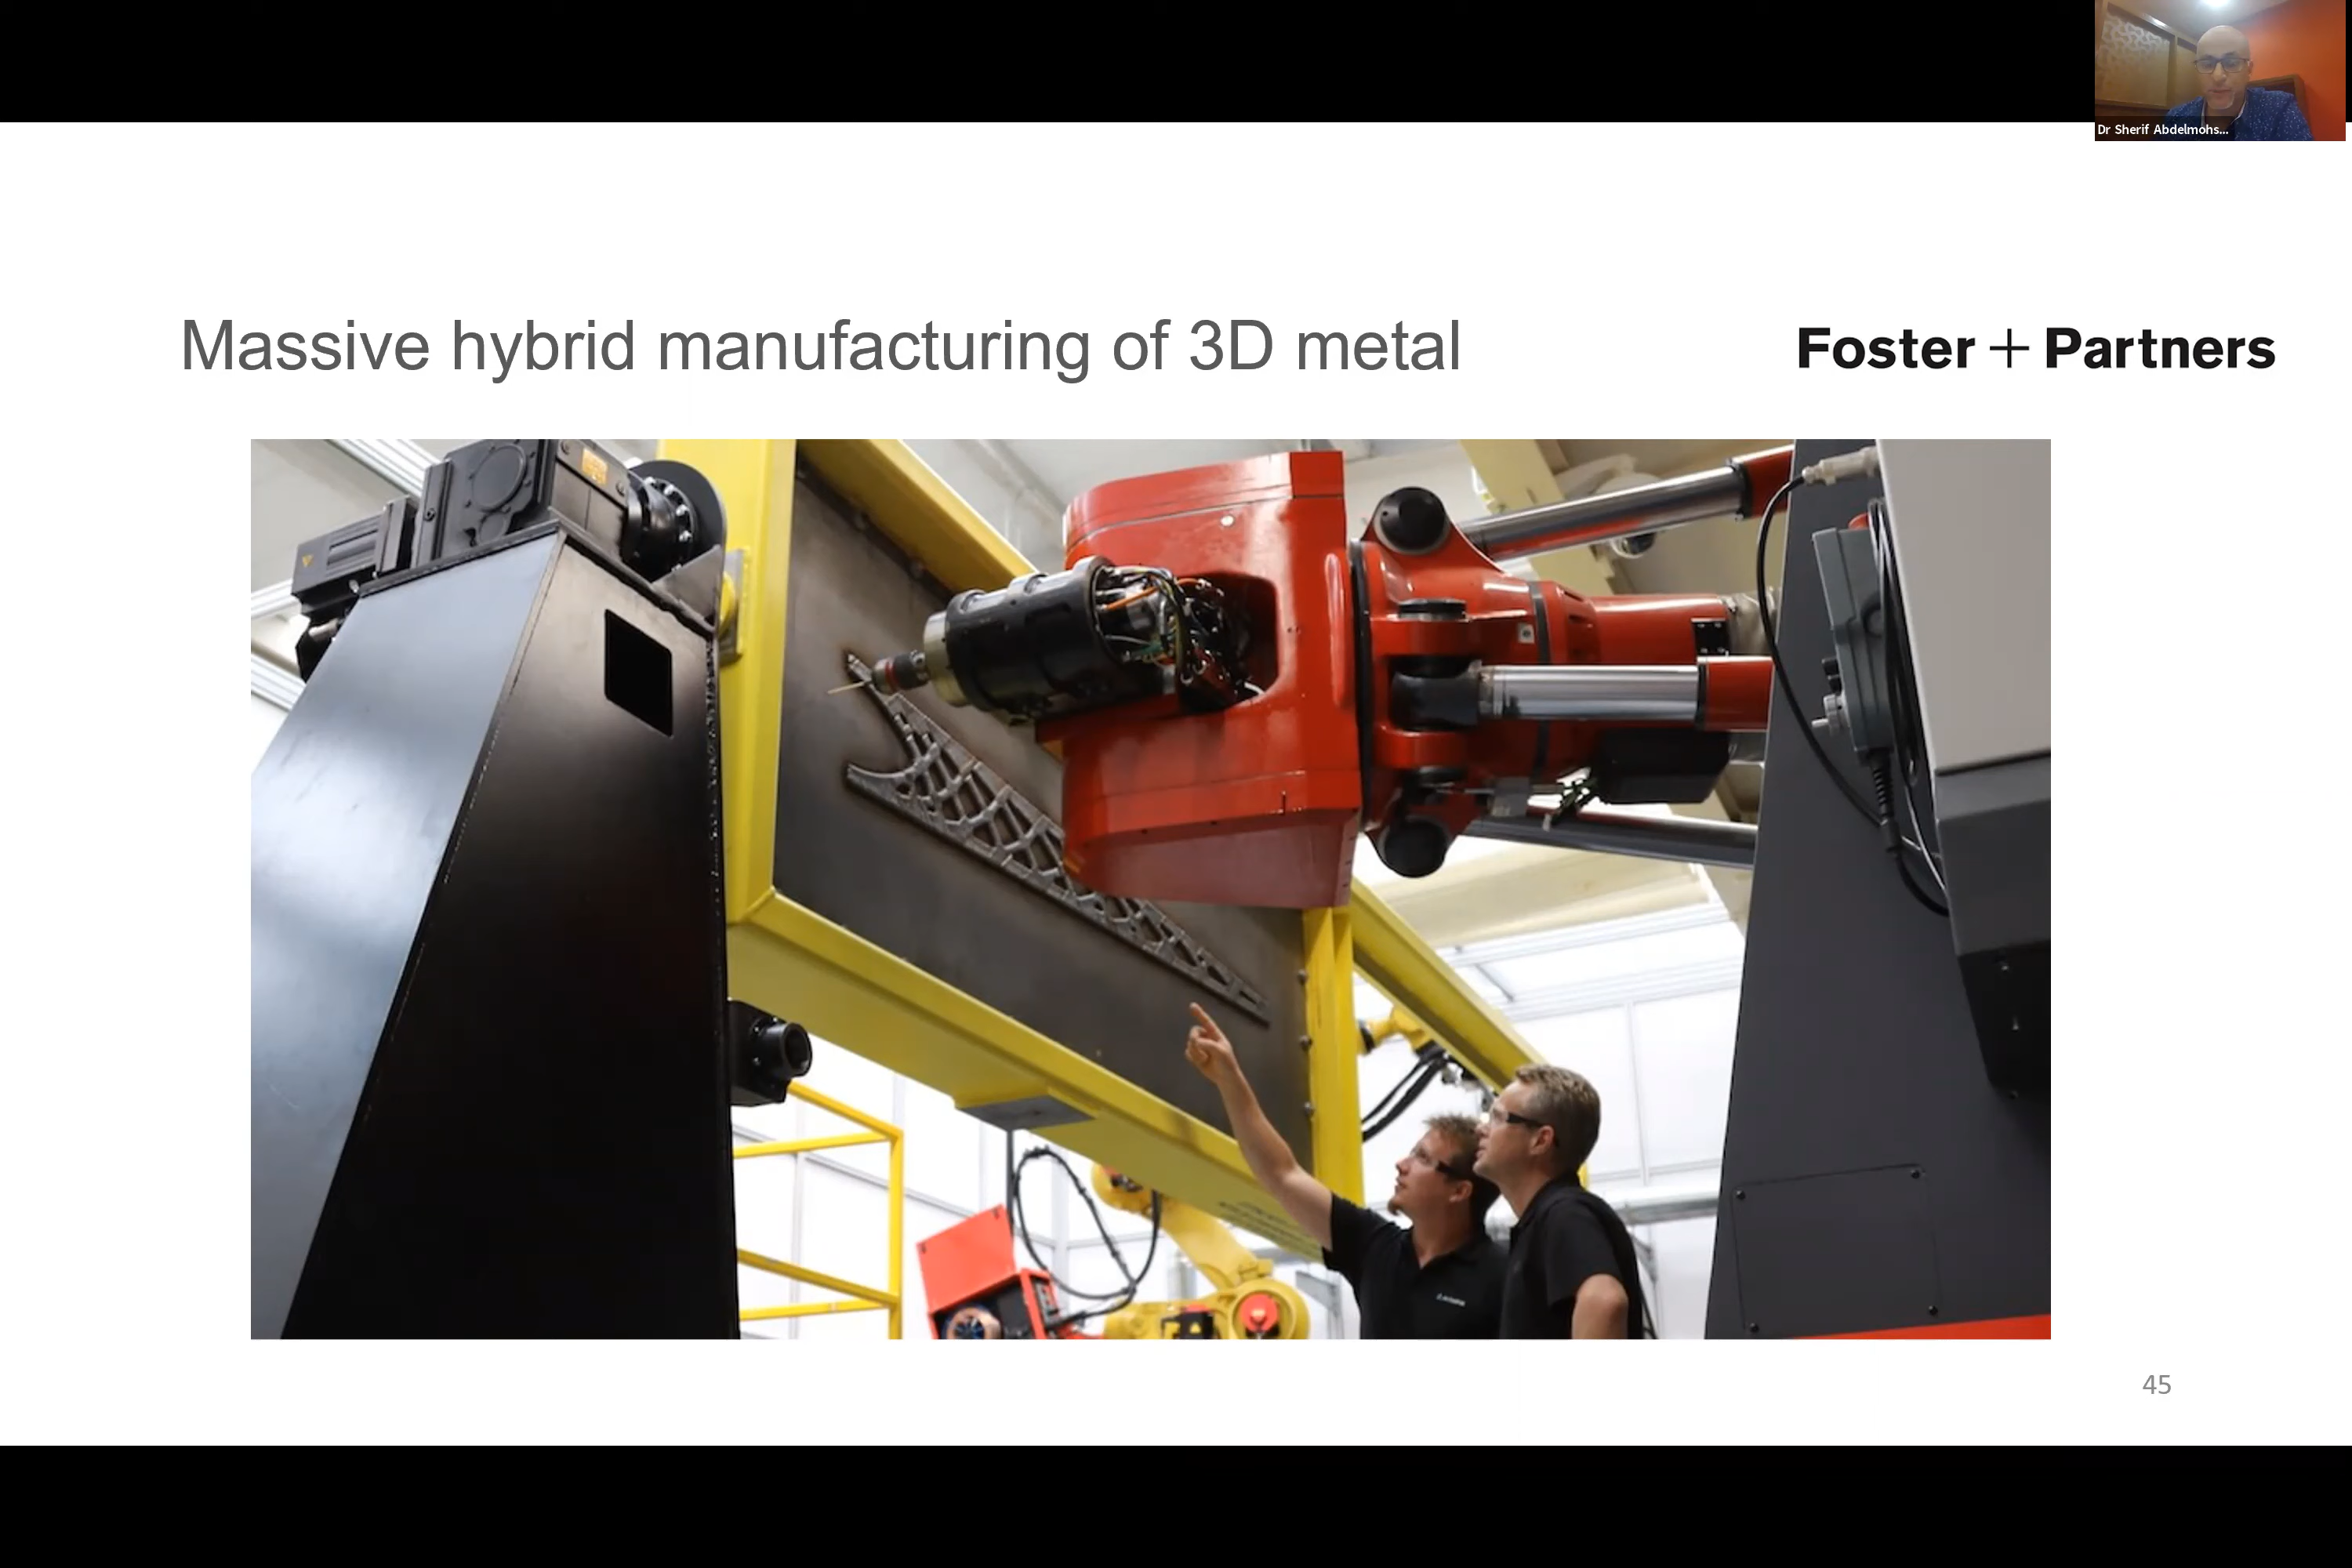 Dr Sherif Abdelmohs...
Massive hybrid manufacturing of 3D metal
Foster + Partners
45